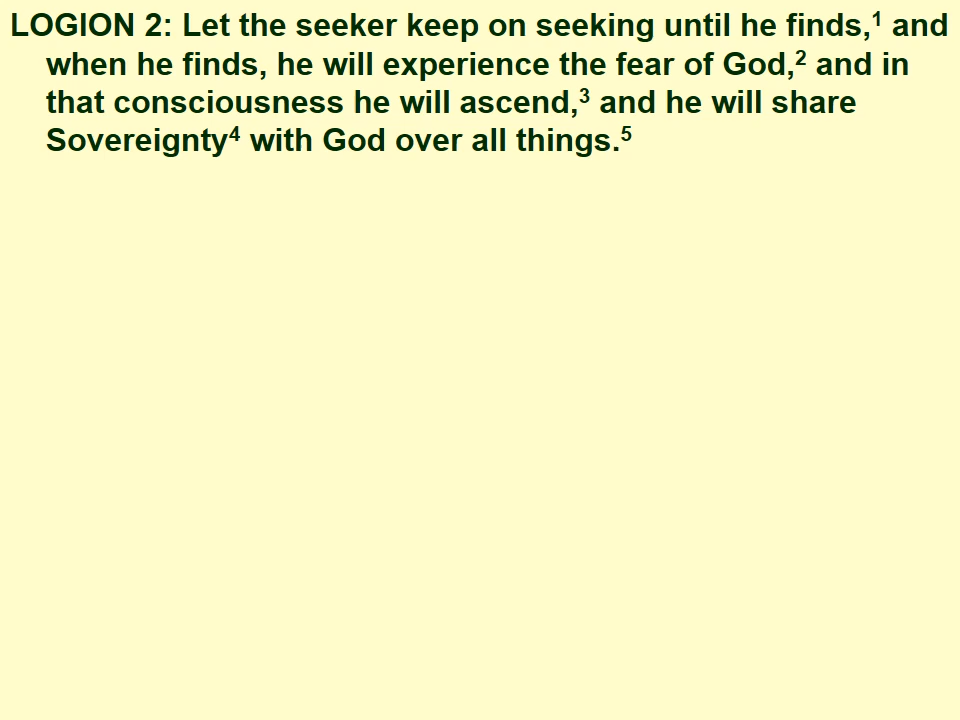 LOGION 2: Let the seeker keep on seeking until he finds,¹ and
when he finds, he will experience the fear of God,² and in
that consciousness he will ascend,³ and he will share
Sovereignty⁴ with God over all things.⁵